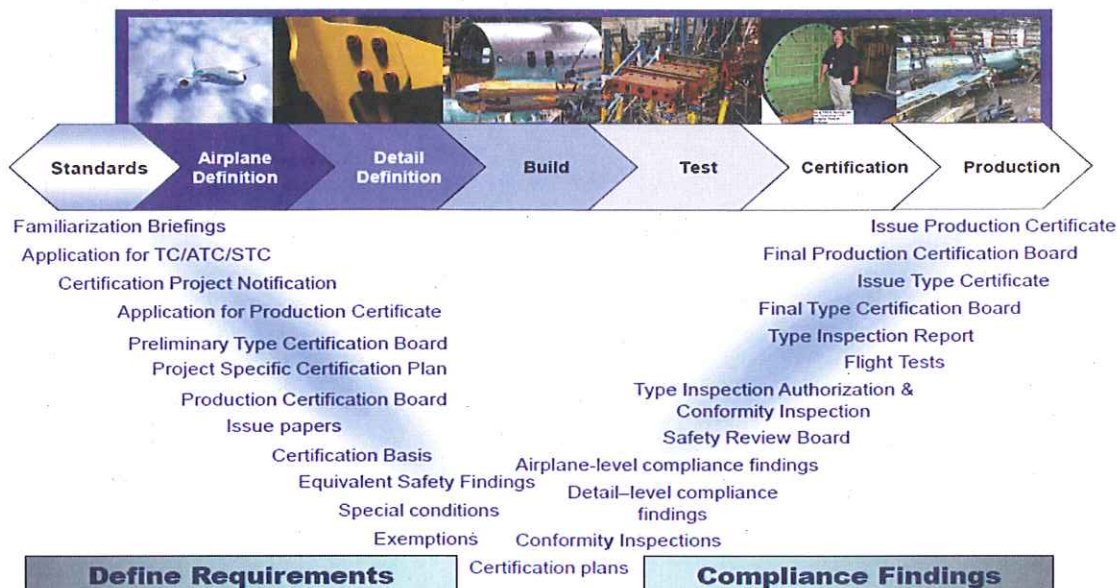 Standards
Airplane
Definition
Detail
Definition
Build
Test
Certification
Production
Familiarization Briefings
Application for TC/ATC/STC
Certification Project Notification
Application for Production Certificate
Preliminary Type Certification Board
Project Specific Certification Plan
Production Certification Board
Issue papers
Certification Basis
Equivalent Safety Findings
Special conditions
Exemptions
Certification plans
Issue Production Certificate
Final Production Certification Board
Issue Type Certificate
Final Type Certification Board
Type Inspection Report
Flight Tests
Type Inspection Authorization &
Conformity Inspection
Safety Review Board
Airplane-level compliance findings
Detail–level compliance
findings
Conformity Inspections
Define Requirements
Compliance Findings